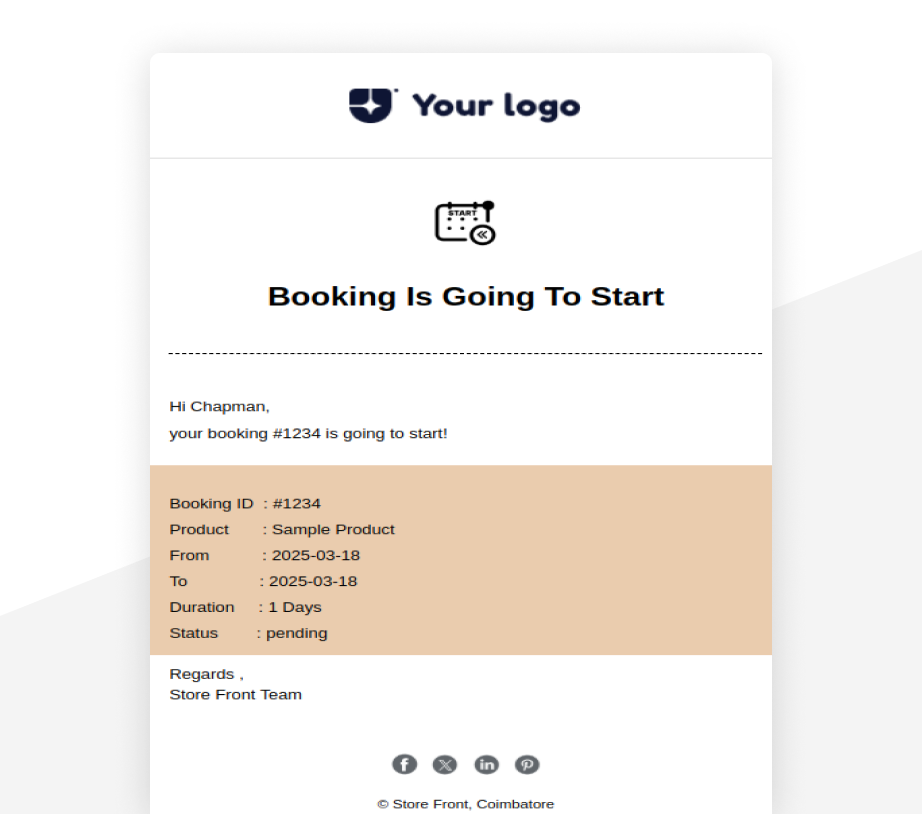 Your logo
START
Booking Is Going To Start
Hi Chapman,
your booking #1234 is going to start!
Booking ID : #1234
Product : Sample Product
From : 2025-03-18
To : 2025-03-18
Duration : 1 Days
Status : pending
Regards ,
Store Front Team
© Store Front, Coimbatore